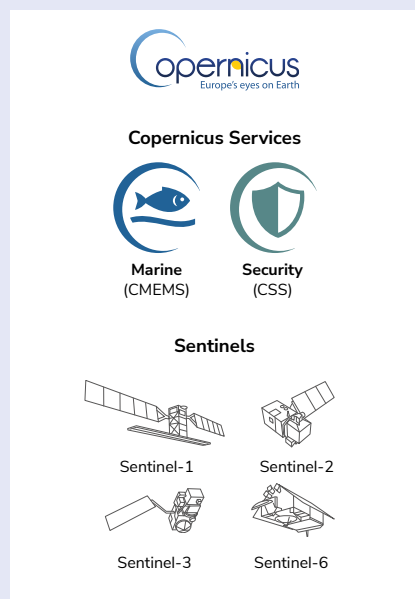 Copernicus
Europe's eyes on Earth
Copernicus Services
Marine Security
(CMEMS) (CSS)
Sentinels
Sentinel-1 Sentinel-2
Sentinel-3 Sentinel-6